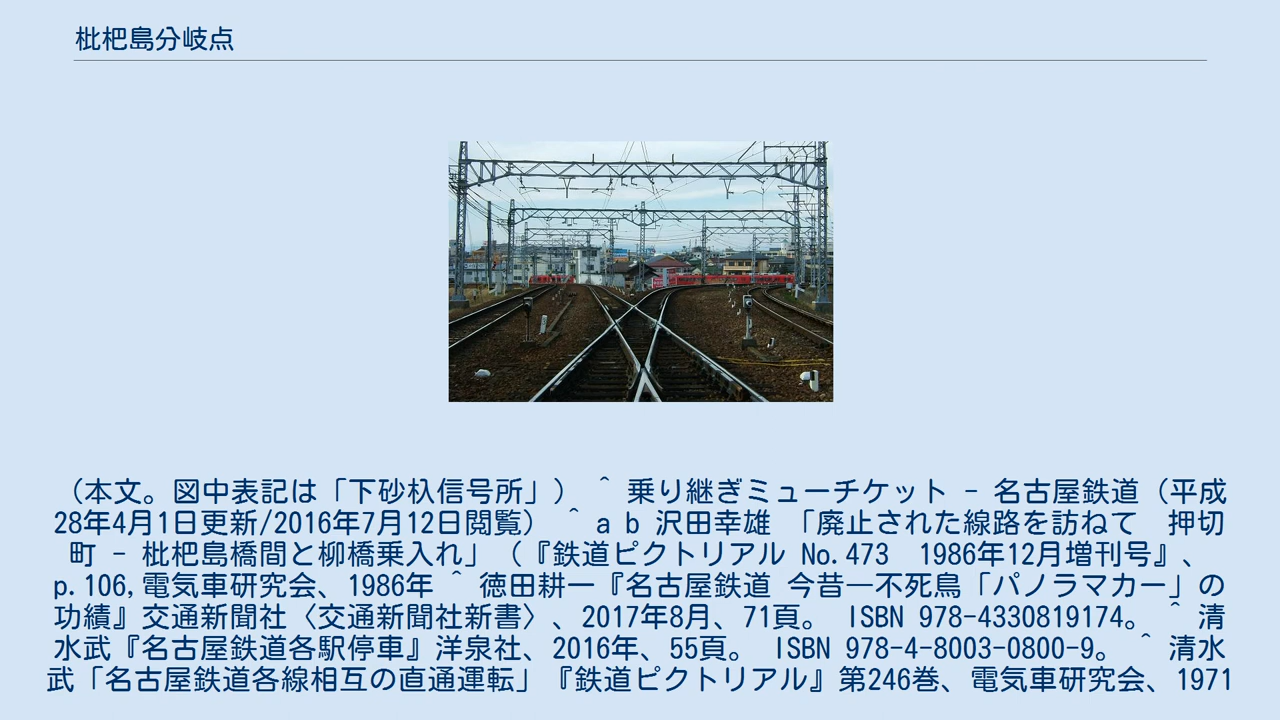 枇杷島分岐点
（本文。図中表記は「下砂杁信号所」） ^ 乗り継ぎミューチケット - 名古屋鉄道（平成
28年4月1日更新/2016年7月12日閲覧） ^ a b 沢田幸雄 「廃止された線路を訪ねて　押切
町 - 枇杷島橋間と柳橋乗入れ」（『鉄道ピクトリアル No.473　1986年12月増刊号』、
p.106,電気車研究会、1986年 ^ 徳田耕一『名古屋鉄道 今昔―不死鳥「パノラマカー」の
功績』交通新聞社〈交通新聞社新書〉、2017年8月、71頁。 ISBN 978-4330819174。 ^ 清
水武『名古屋鉄道各駅停車』洋泉社、2016年、55頁。 ISBN 978-4-8003-0800-9。 ^ 清水
武「名古屋鉄道各線相互の直通運転」『鉄道ピクトリアル』第246巻、電気車研究会、1971